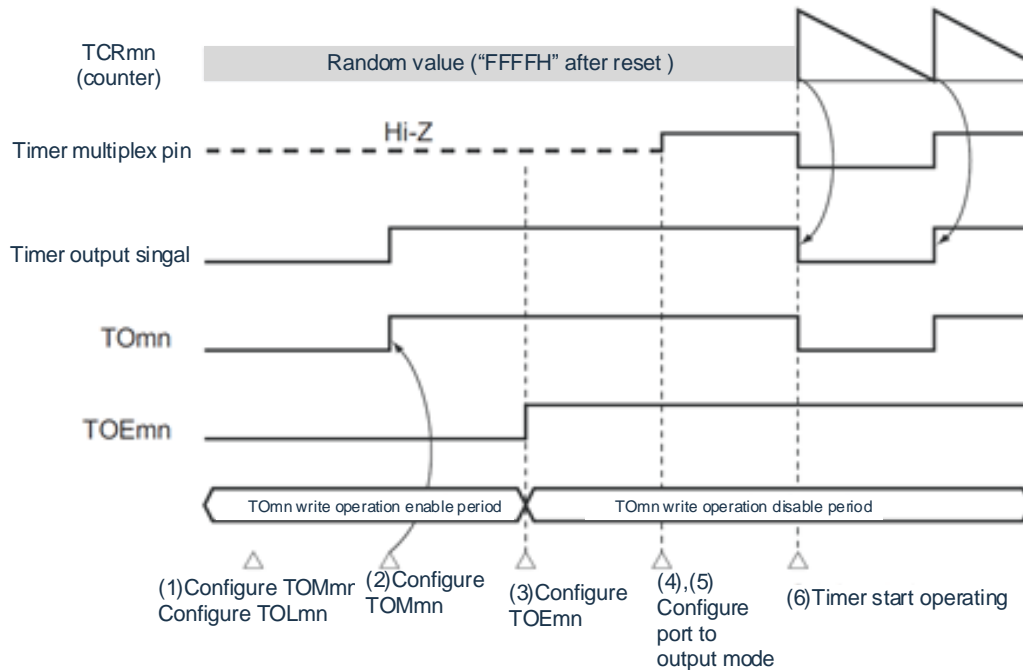 TCRmn
(counter)
Random value (“FFFFH” after reset )
Hi-Z
Timer multiplex pin
Timer output singal
TOmn
TOEmn
TOmn write operation enable period
TOmn write operation disable period
(1)Configure TOMmn
Configure TOLmn
(2)Configure
TOMmn
(3)Configure
TOEmn
(4),(5)
Configure
port to
output mode
(6)Timer start operating